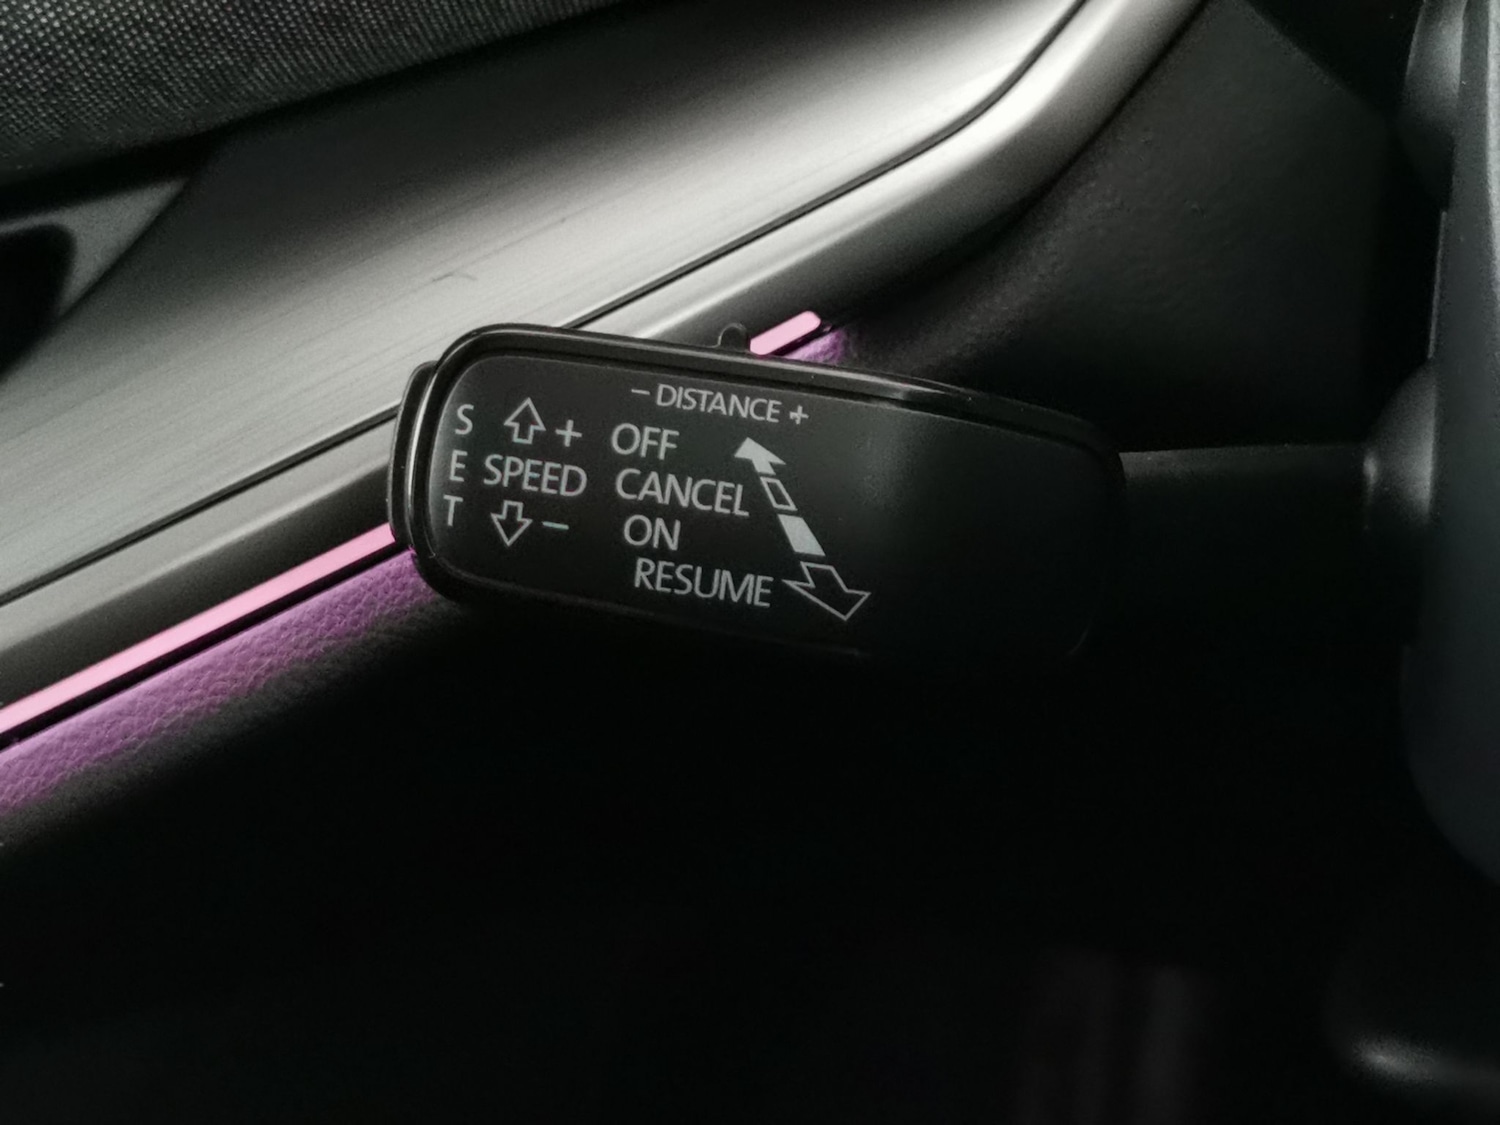 − DISTANCE +
S + OFF
E SPEED CANCEL
T − ON
RESUME